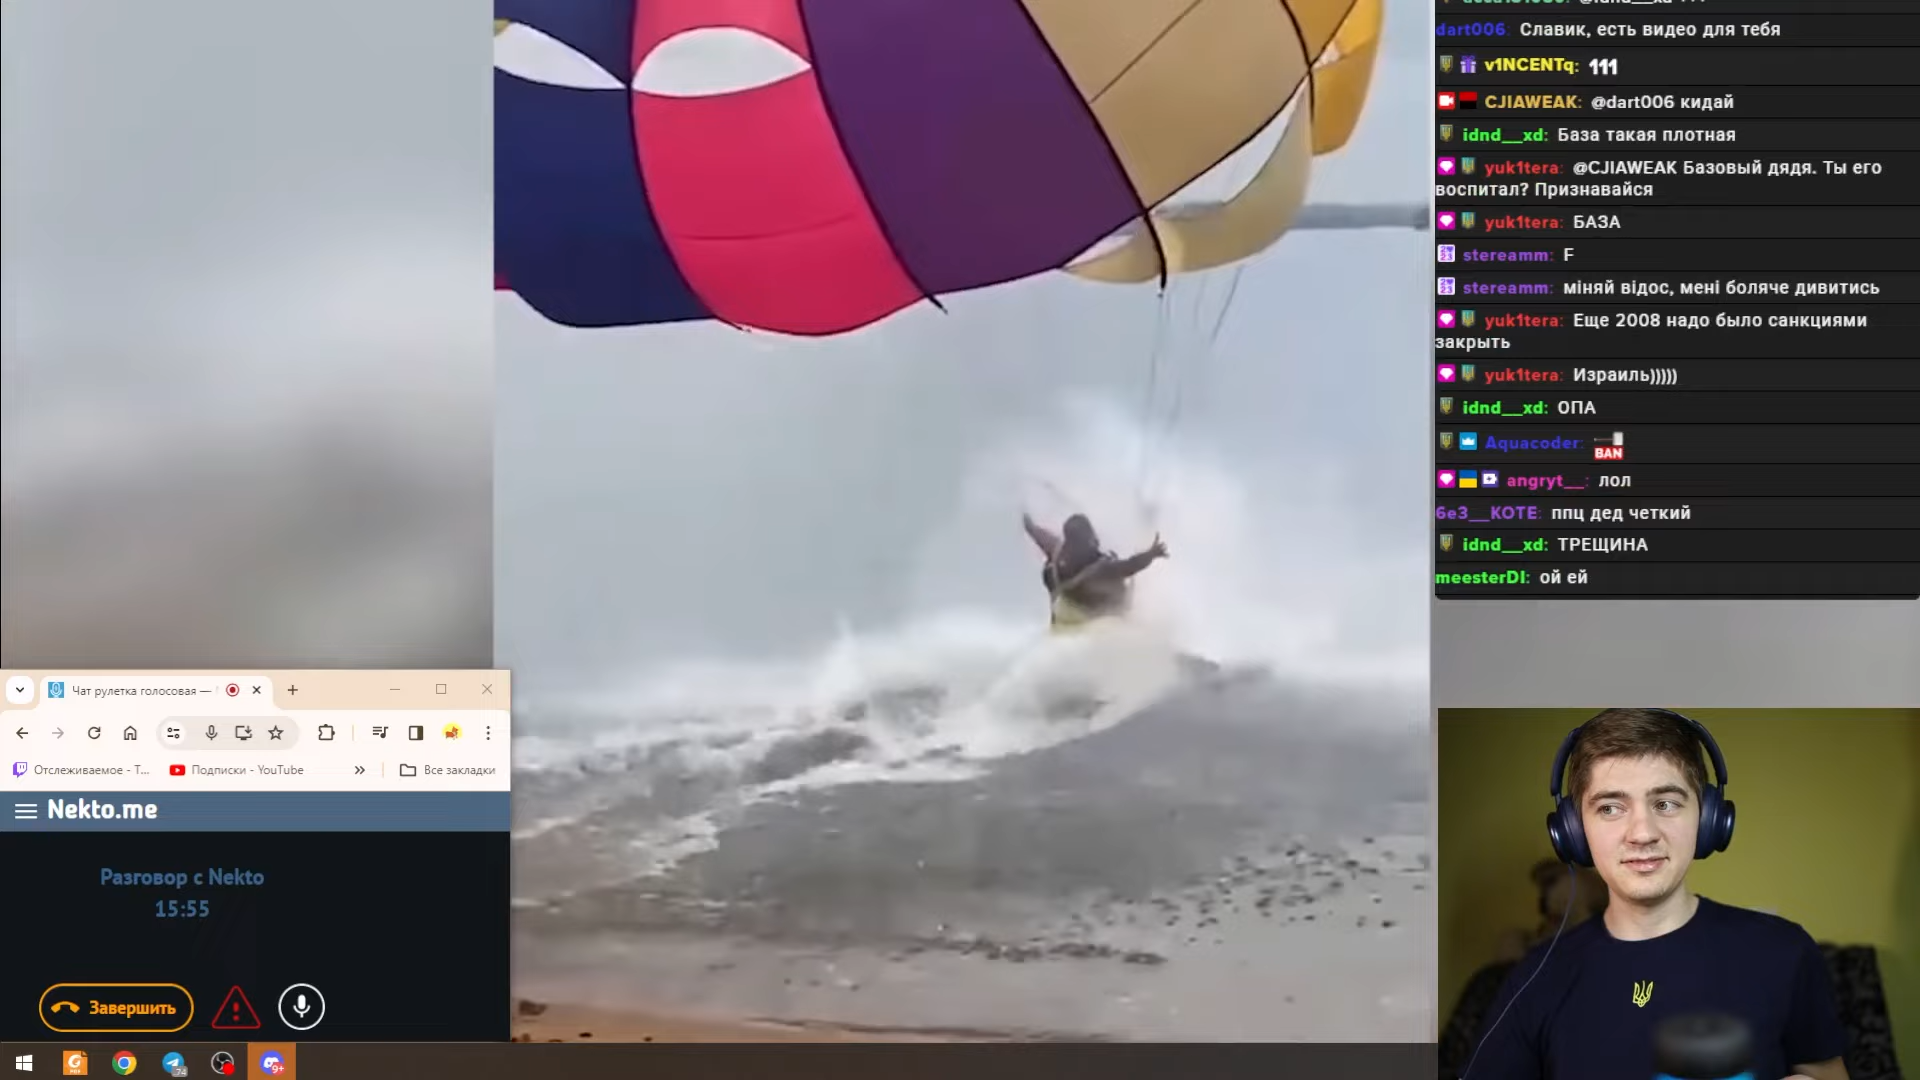 dart006: Славик, есть видео для тебя
v1NCENTq: 111
CJIAWEAK: @dart006 кидай
idnd__xd: База такая плотная
yuk1tera: @CJIAWEAK Базовый дядя. Ты его
воспитал? Признавайся
yuk1tera: БАЗА
stereamm: F
stereamm: міняй відос, мені боляче дивитись
yuk1tera: Еще 2008 надо было санкциями
закрыть
yuk1tera: Израиль)))))
idnd__xd: ОПА
Aquacoder: BAN
angryt__: лол
6e3__KOTE: ппц дед четкий
idnd__xd: ТРЕЩИНА
meesterDI: ой ей
Чат рулетка голосовая —
Отслеживаемое - Т...
Подписки - YouTube
Все закладки
Nekto.me
Разговор с Nekto
15:55
Завершить
74
9+